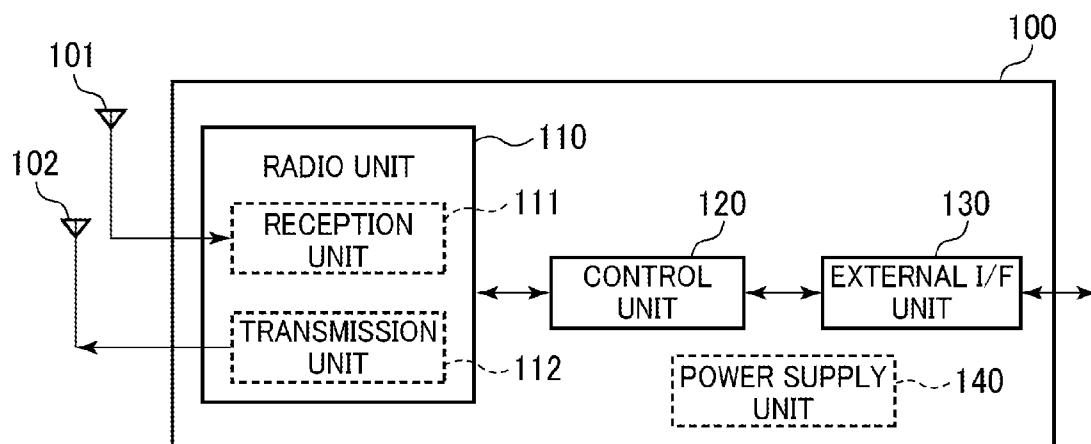 100
101
102
110
RADIO UNIT
RECEPTION
UNIT
111
TRANSMISSION
UNIT
112
120
CONTROL
UNIT
130
EXTERNAL I/F
UNIT
POWER SUPPLY
UNIT
140